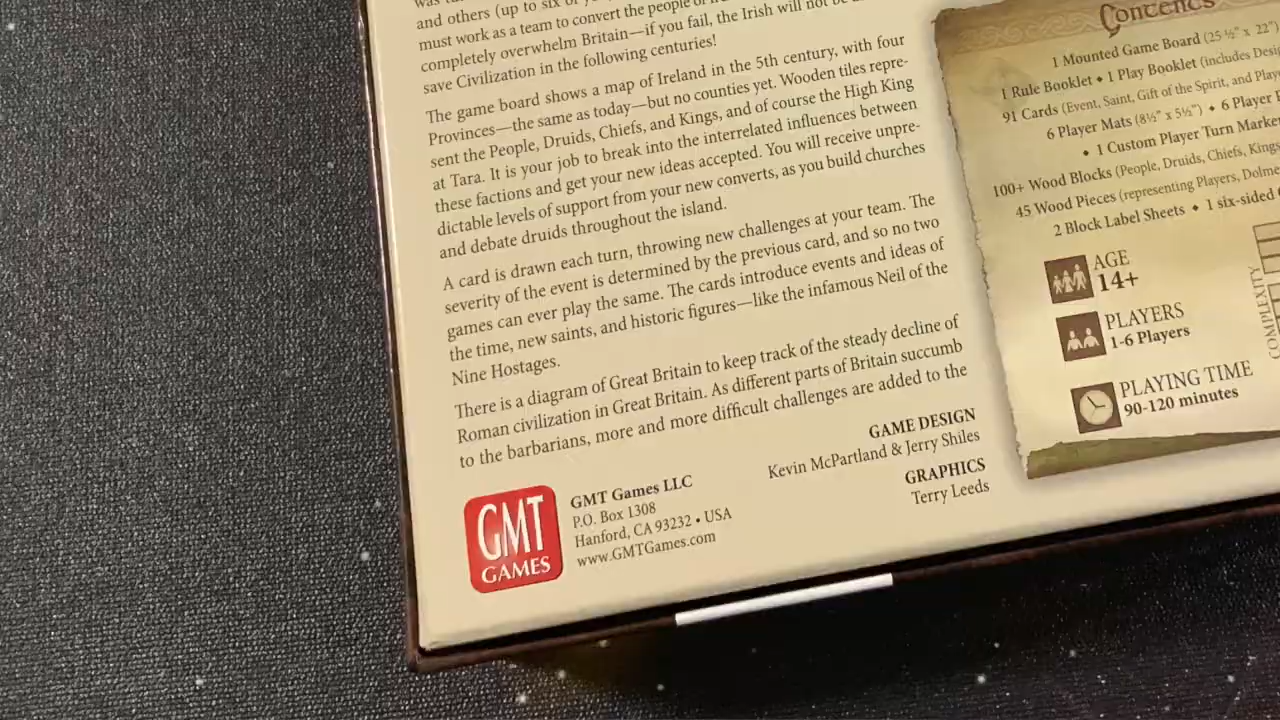 and others (up to six of
must work as a team to convert the people of
completely overwhelm Britain—if you fail, the Irish will not be
save Civilization in the following centuries!
The game board shows a map of Ireland in the 5th century, with four
Provinces—the same as today—but no counties yet. Wooden tiles repre-
sent the People, Druids, Chiefs, and Kings, and of course the High King
at Tara. It is your job to break into the interrelated influences between
these factions and get your new ideas accepted. You will receive unpre-
dictable levels of support from your new converts, as you build churches
and debate druids throughout the island.
A card is drawn each turn, throwing new challenges at your team. The
severity of the event is determined by the previous card, and so no two
games can ever play the same. The cards introduce events and ideas of
the time, new saints, and historic figures—like the infamous Neil of the
Nine Hostages.
There is a diagram of Great Britain to keep track of the steady decline of
Roman civilization in Great Britain. As different parts of Britain succumb
to the barbarians, more and more difficult challenges are added to the
GAME DESIGN
Kevin McPartland & Jerry Shiles
GRAPHICS
Terry Leeds
GMT
GAMES
GMT Games LLC
P.O. Box 1308
Hanford, CA 93232 • USA
www.GMTGames.com
Contents
1 Mounted Game Board (25 ½" x 22")
1 Rule Booklet ◆ 1 Play Booklet (includes
91 Cards (Event, Saint, Gift of the Spirit, and
6 Player Mats (8½" x 5½") ◆ 6 Player
◆ 1 Custom Player Turn
100+ Wood Blocks (People, Druids, Chiefs, Kings,
45 Wood Pieces (representing Players,
2 Block Label Sheets ◆ 1 six-sided
AGE
14+
PLAYERS
1-6 Players
PLAYING TIME
90-120 minutes
COMPLEXITY